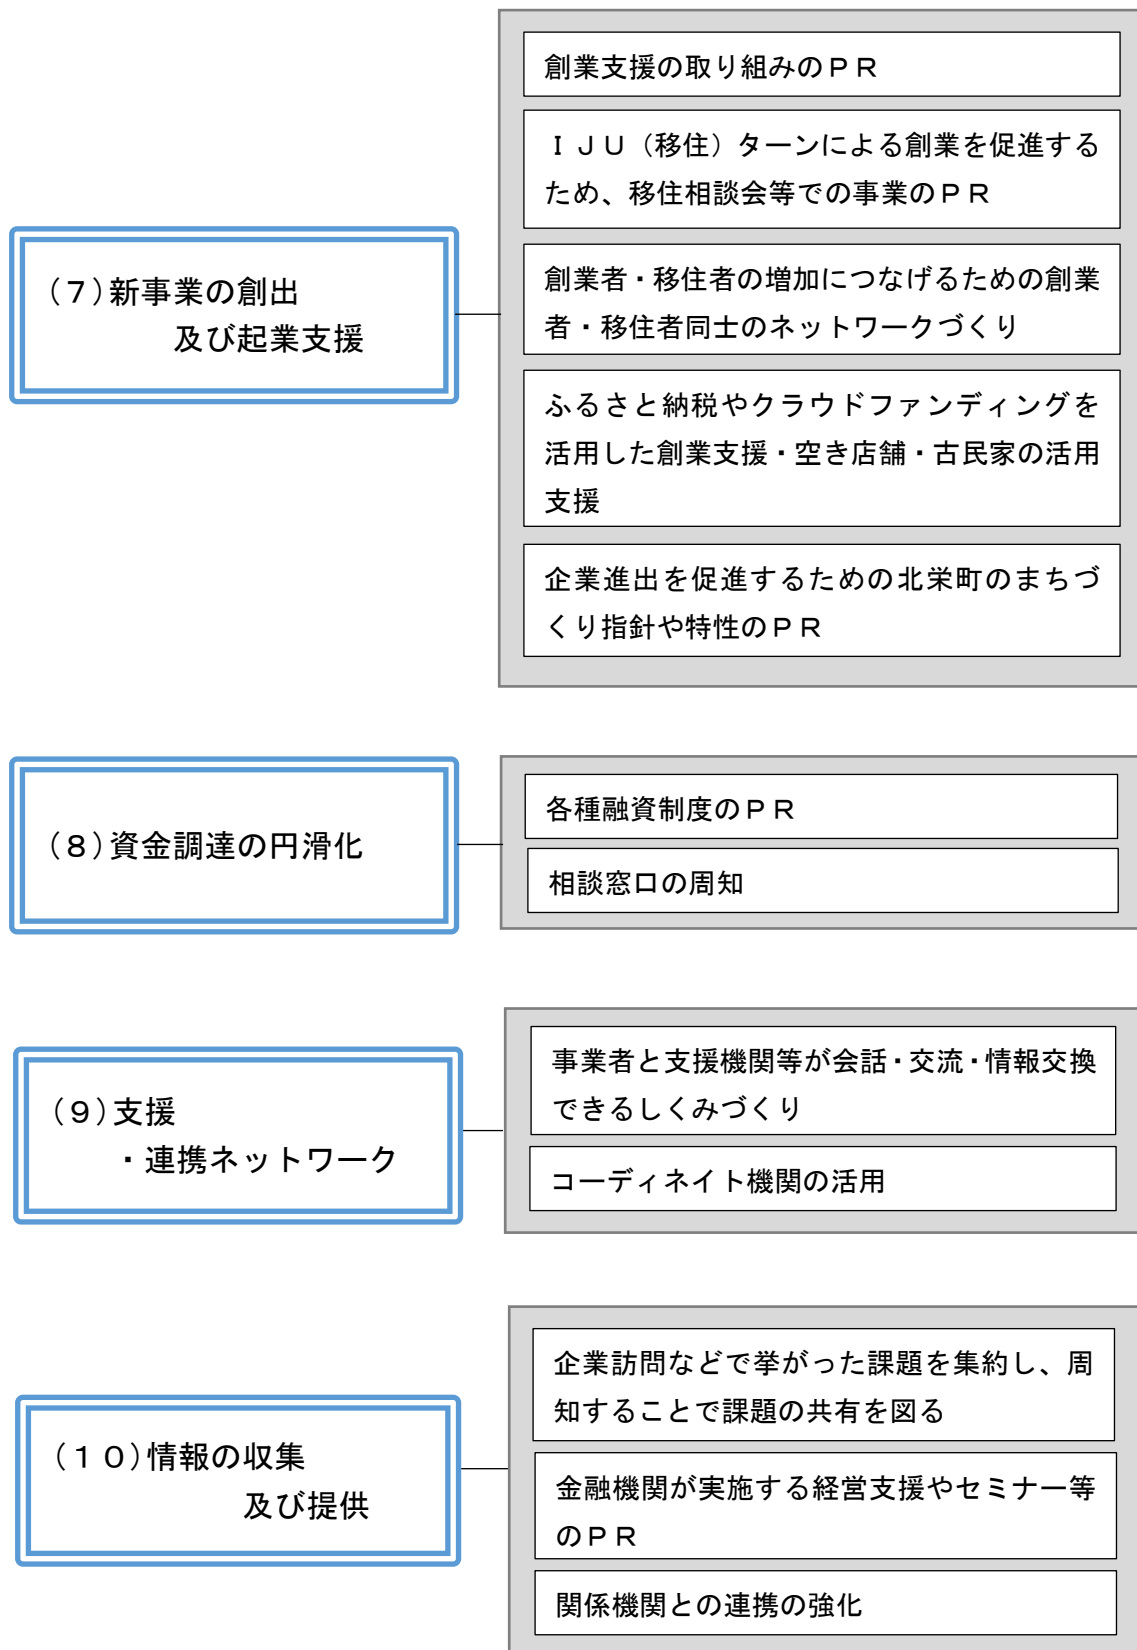 (7)新事業の創出
及び起業支援
創業支援の取り組みのPR
IJU(移住)ターンによる創業を促進する
ため、移住相談会等での事業のPR
創業者・移住者の増加につなげるための創業
者・移住者同士のネットワークづくり
ふるさと納税やクラウドファンディングを
活用した創業支援・空き店舗・古民家の活用
支援
企業進出を促進するための北栄町のまちづ
くり指針や特性のPR
(8)資金調達の円滑化
各種融資制度のPR
相談窓口の周知
(9)支援
・連携ネットワーク
事業者と支援機関等が会話・交流・情報交換
できるしくみづくり
コーディネイト機関の活用
(10)情報の収集
及び提供
企業訪問などで挙がった課題を集約し、周
知することで課題の共有を図る
金融機関が実施する経営支援やセミナー等
のPR
関係機関との連携の強化